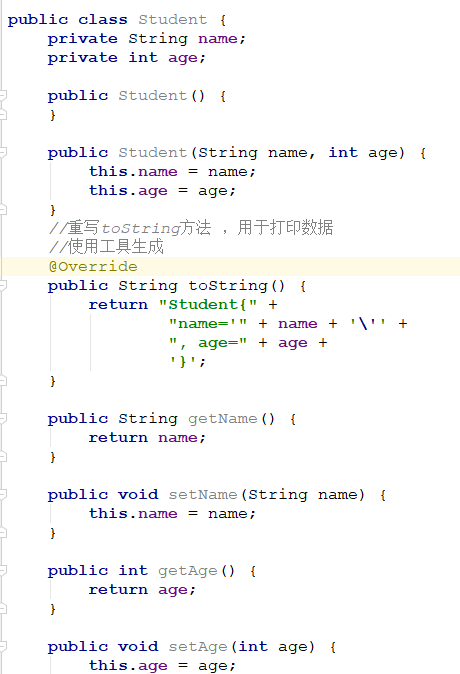 public class Student {
    private String name;
    private int age;

    public Student() {
    }

    public Student(String name, int age) {
        this.name = name;
        this.age = age;
    }
    //重写toString方法 ，用于打印数据
    //使用工具生成
    @Override
    public String toString() {
        return "Student{" +
                "name='" + name + '\'' +
                ", age=" + age +
                '}';
    }

    public String getName() {
        return name;
    }

    public void setName(String name) {
        this.name = name;
    }

    public int getAge() {
        return age;
    }

    public void setAge(int age) {
        this.age = age;